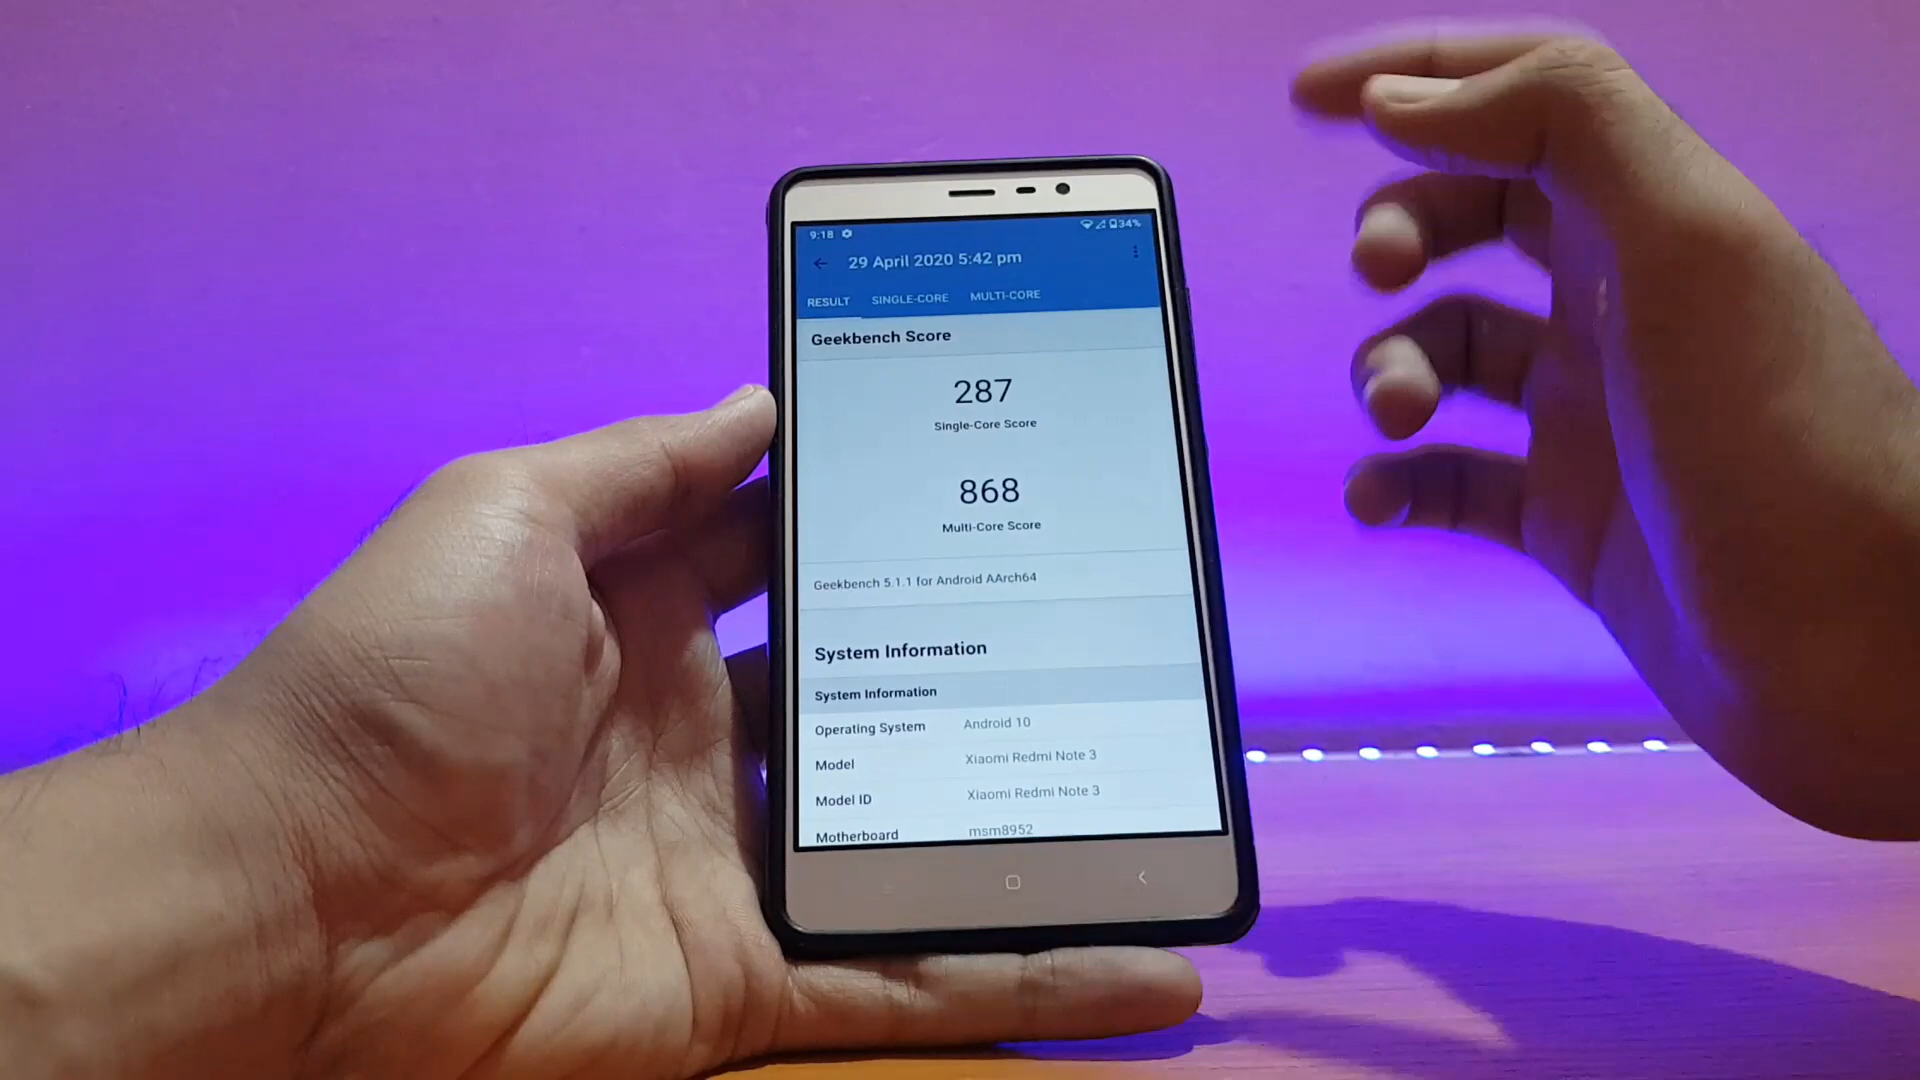 9:18 34%
29 April 2020 5:42 pm
RESULT SINGLE-CORE MULTI-CORE
Geekbench Score
287
Single-Core Score
868
Multi-Core Score
Geekbench 5.1.1 for Android AArch64
System Information
System Information
Operating System Android 10
Model Xiaomi Redmi Note 3
Model ID Xiaomi Redmi Note 3
Motherboard msm8952